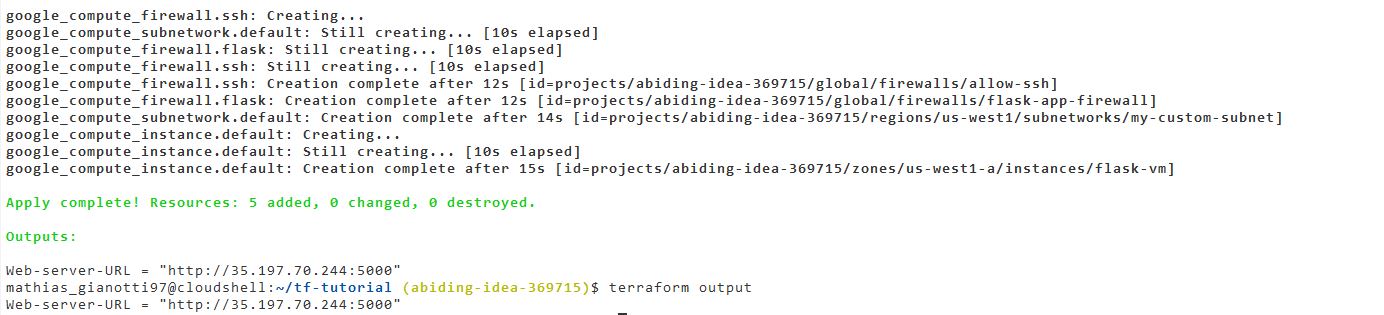 google_compute_firewall.ssh: Creating...
google_compute_subnetwork.default: Still creating... [10s elapsed]
google_compute_firewall.flask: Still creating... [10s elapsed]
google_compute_firewall.ssh: Still creating... [10s elapsed]
google_compute_firewall.ssh: Creation complete after 12s [id=projects/abiding-idea-369715/global/firewalls/allow-ssh]
google_compute_firewall.flask: Creation complete after 12s [id=projects/abiding-idea-369715/global/firewalls/flask-app-firewall]
google_compute_subnetwork.default: Creation complete after 14s [id=projects/abiding-idea-369715/regions/us-west1/subnetworks/my-custom-subnet]
google_compute_instance.default: Creating...
google_compute_instance.default: Still creating... [10s elapsed]
google_compute_instance.default: Creation complete after 15s [id=projects/abiding-idea-369715/zones/us-west1-a/instances/flask-vm]
Apply complete! Resources: 5 added, 0 changed, 0 destroyed.
Outputs:
Web-server-URL = "http://35.197.70.244:5000"
mathias_gianotti97@cloudshell:~/tf-tutorial (abiding-idea-369715)$ terraform output
Web-server-URL = "http://35.197.70.244:5000"